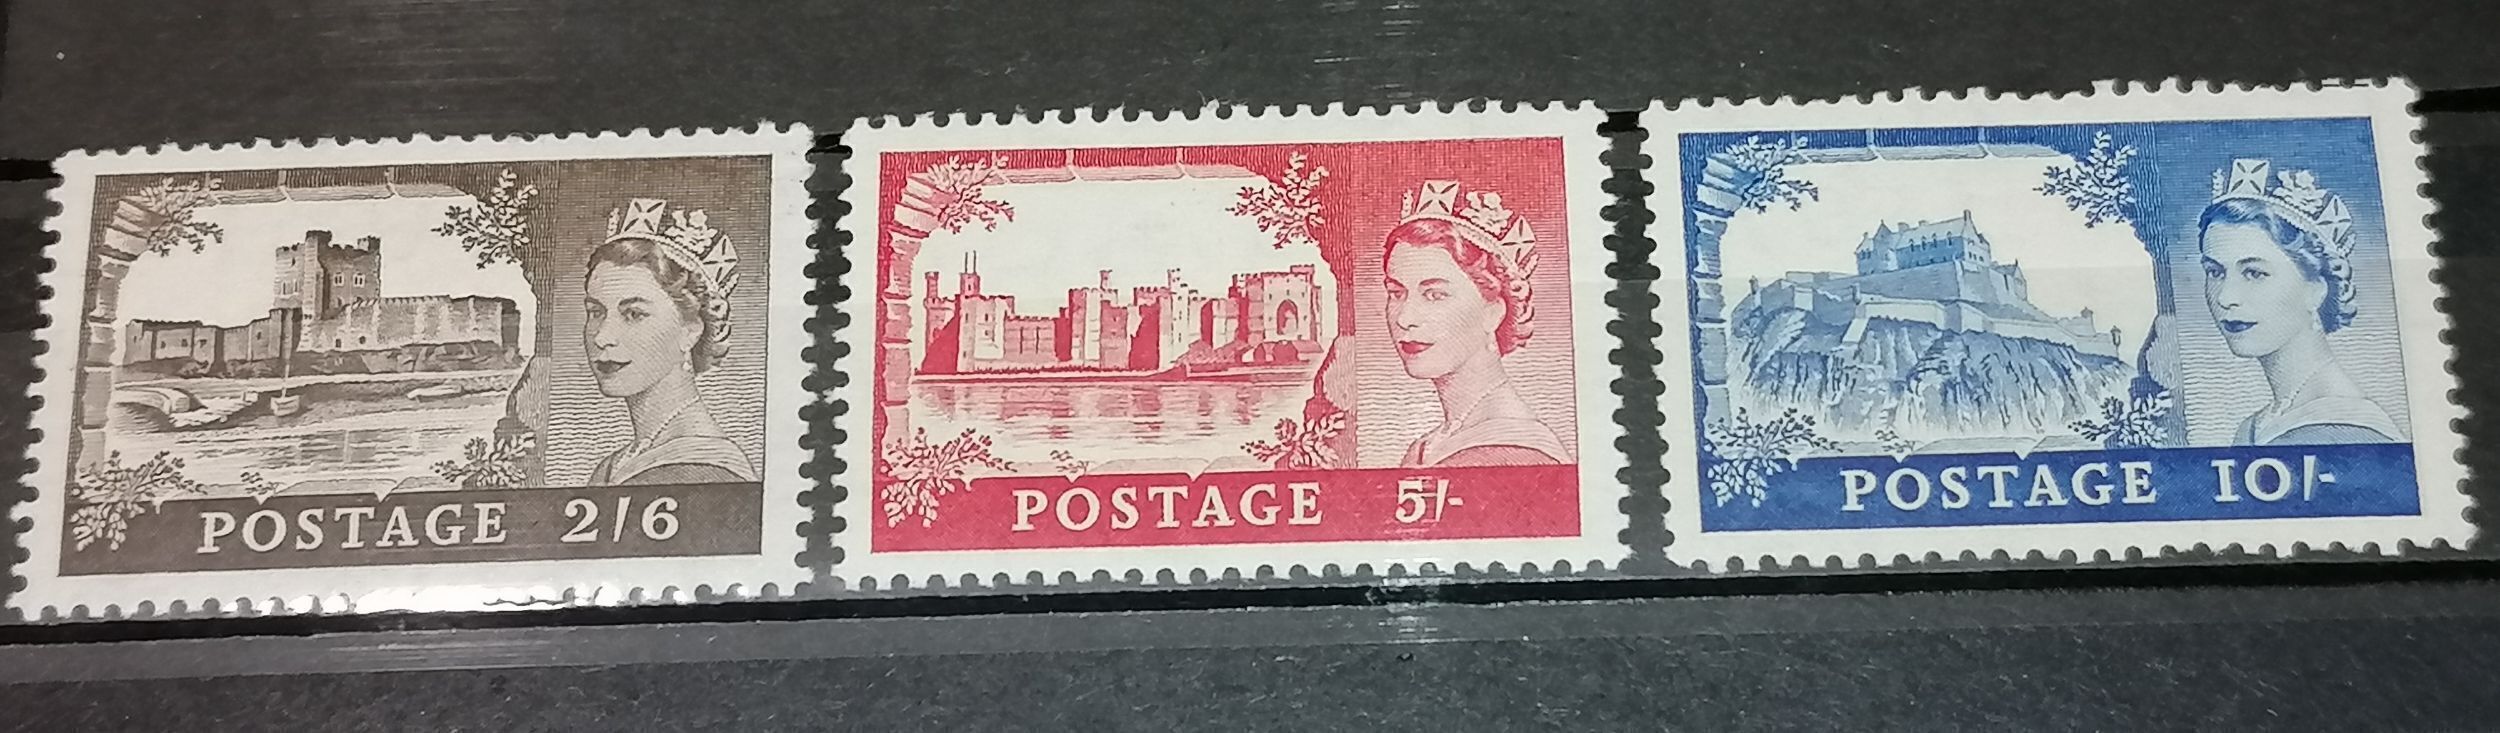 POSTAGE 2/6
POSTAGE 5/-
POSTAGE 10/-